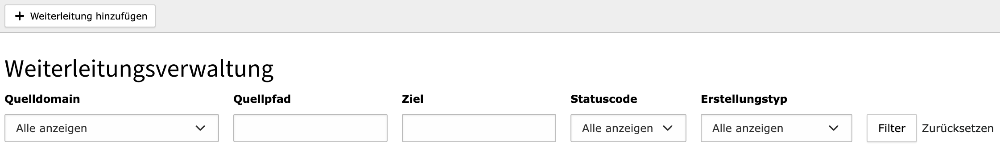 Weiterleitung hinzufügen
Weiterleitungsverwaltung
Quelldomain Quellpfad Ziel Statuscode Erstellungstyp
Alle anzeigen Alle anzeigen Alle anzeigen Filter Zurücksetzen